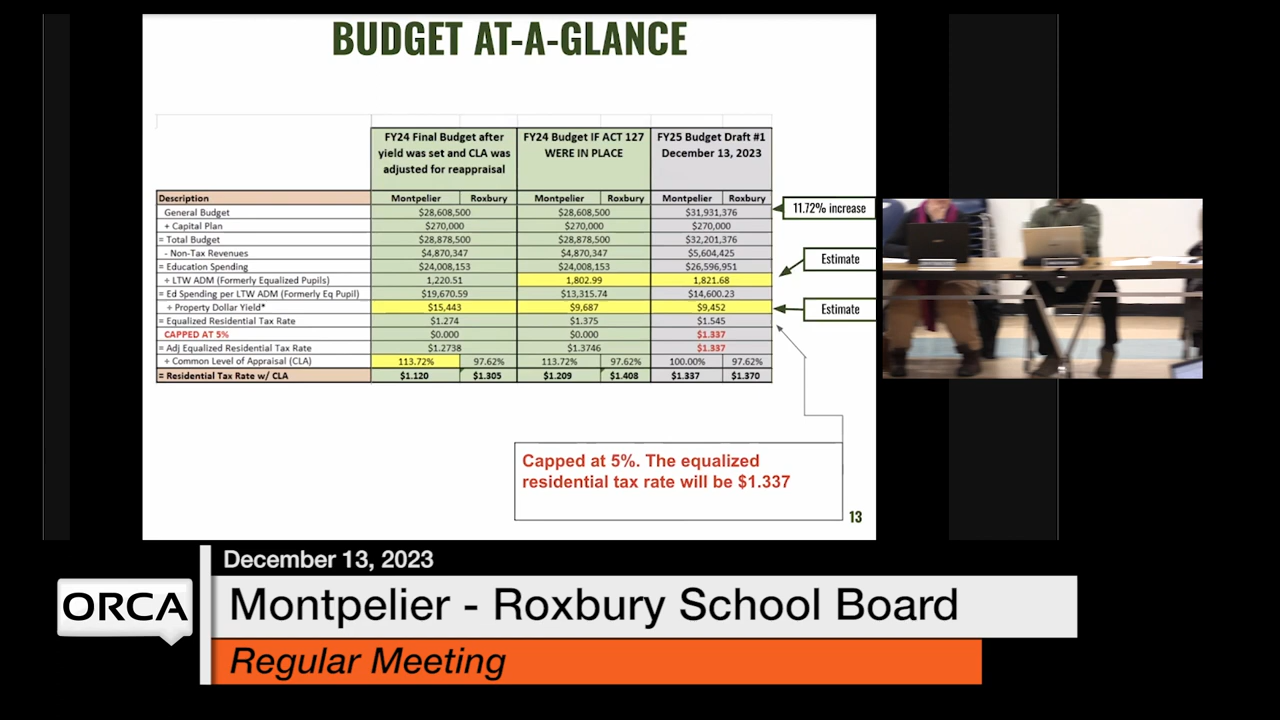 BUDGET AT-A-GLANCE
FY24 Final Budget after yield was set and CLA was adjusted for reappraisal | FY24 Budget IF ACT 127 WERE IN PLACE | FY25 Budget Draft #1 December 13, 2023
Description | Montpelier | Roxbury | Montpelier | Roxbury | Montpelier | Roxbury
General Budget | $28,608,500 | $28,608,500 | $31,931,376
+ Capital Plan | $270,000 | $270,000 | $270,000
= Total Budget | $28,878,500 | $28,878,500 | $32,201,376
- Non-Tax Revenues | $4,870,347 | $4,870,347 | $5,604,425
= Education Spending | $24,008,153 | $24,008,153 | $26,596,951
÷ LTW ADM (Formerly Equalized Pupils) | 1,220.51 | 1,802.99 | 1,821.68
= Ed Spending per LTW ADM (Formerly Eq Pupil) | $19,670.59 | $13,315.74 | $14,600.23
÷ Property Dollar Yield* | $15,443 | $9,687 | $9,452
= Equalized Residential Tax Rate | $1.274 | $1.375 | $1.545
CAPPED AT 5% | $0.000 | $0.000 | $1.337
= Adj Equalized Residential Tax Rate | $1.2738 | $1.3746 | $1.337
÷ Common Level of Appraisal (CLA) | 113.72% | 97.62% | 113.72% | 97.62% | 100.00% | 97.62%
= Residential Tax Rate w/ CLA | $1.120 | $1.305 | $1.209 | $1.408 | $1.337 | $1.370
11.72% increase
Estimate
Estimate
Capped at 5%. The equalized
residential tax rate will be $1.337
13
December 13, 2023
ORCA
Montpelier - Roxbury School Board
Regular Meeting